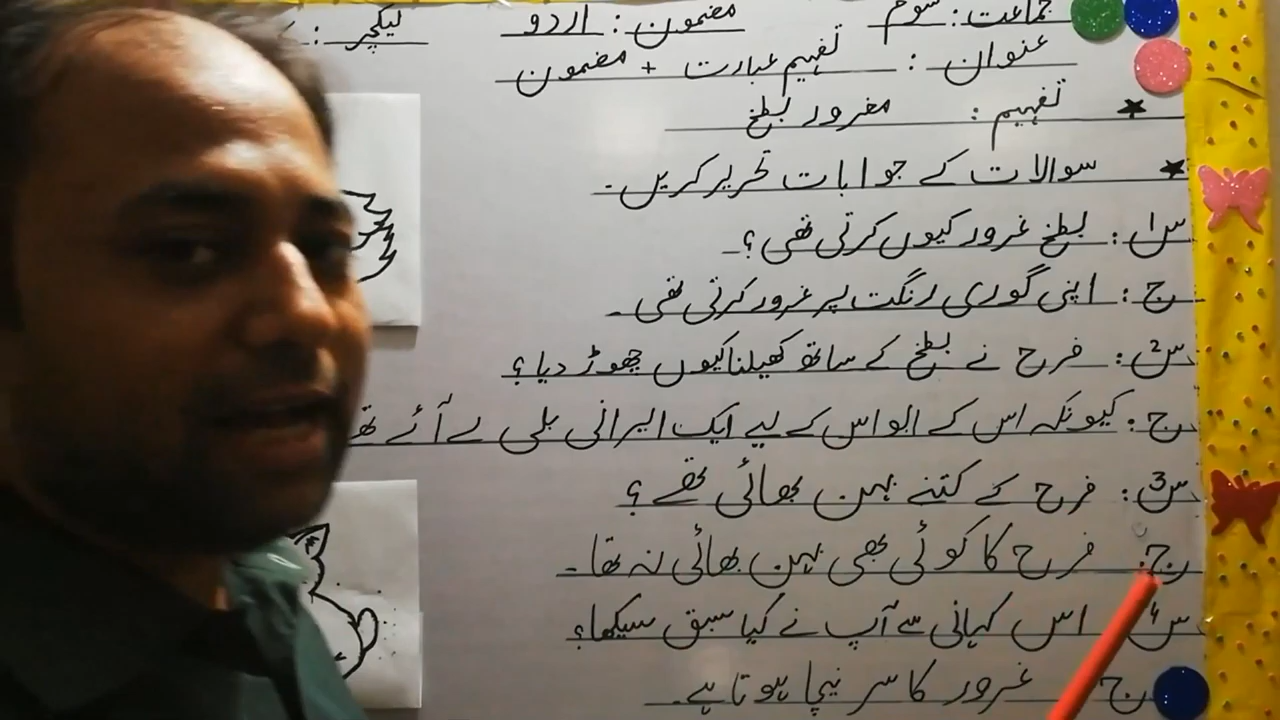 جماعت: سوم مضمون: اردو لیکچر:
عنوان: تفہیم عبارت + مضمون
تفہیم: مغرور بطخ
سوالات کے جوابات تحریر کریں۔
س1: بطخ غرور کیوں کرتی تھی؟
ج: اپنی گوری رنگت پر غرور کرتی تھی۔
س2: فرح نے بطخ کے ساتھ کھیلنا کیوں چھوڑ دیا؟
ج: کیونکہ اس کے ابو اس کے لیے ایک ایرانی بلی لے آئے تھے
س3: فرح کے کتنے بہن بھائی تھے؟
ج: فرح کا کوئی بھی بہن بھائی نہ تھا۔
س4: اس کہانی سے آپ نے کیا سبق سیکھا؟
ج غرور کا سر نیچا ہوتا ہے۔